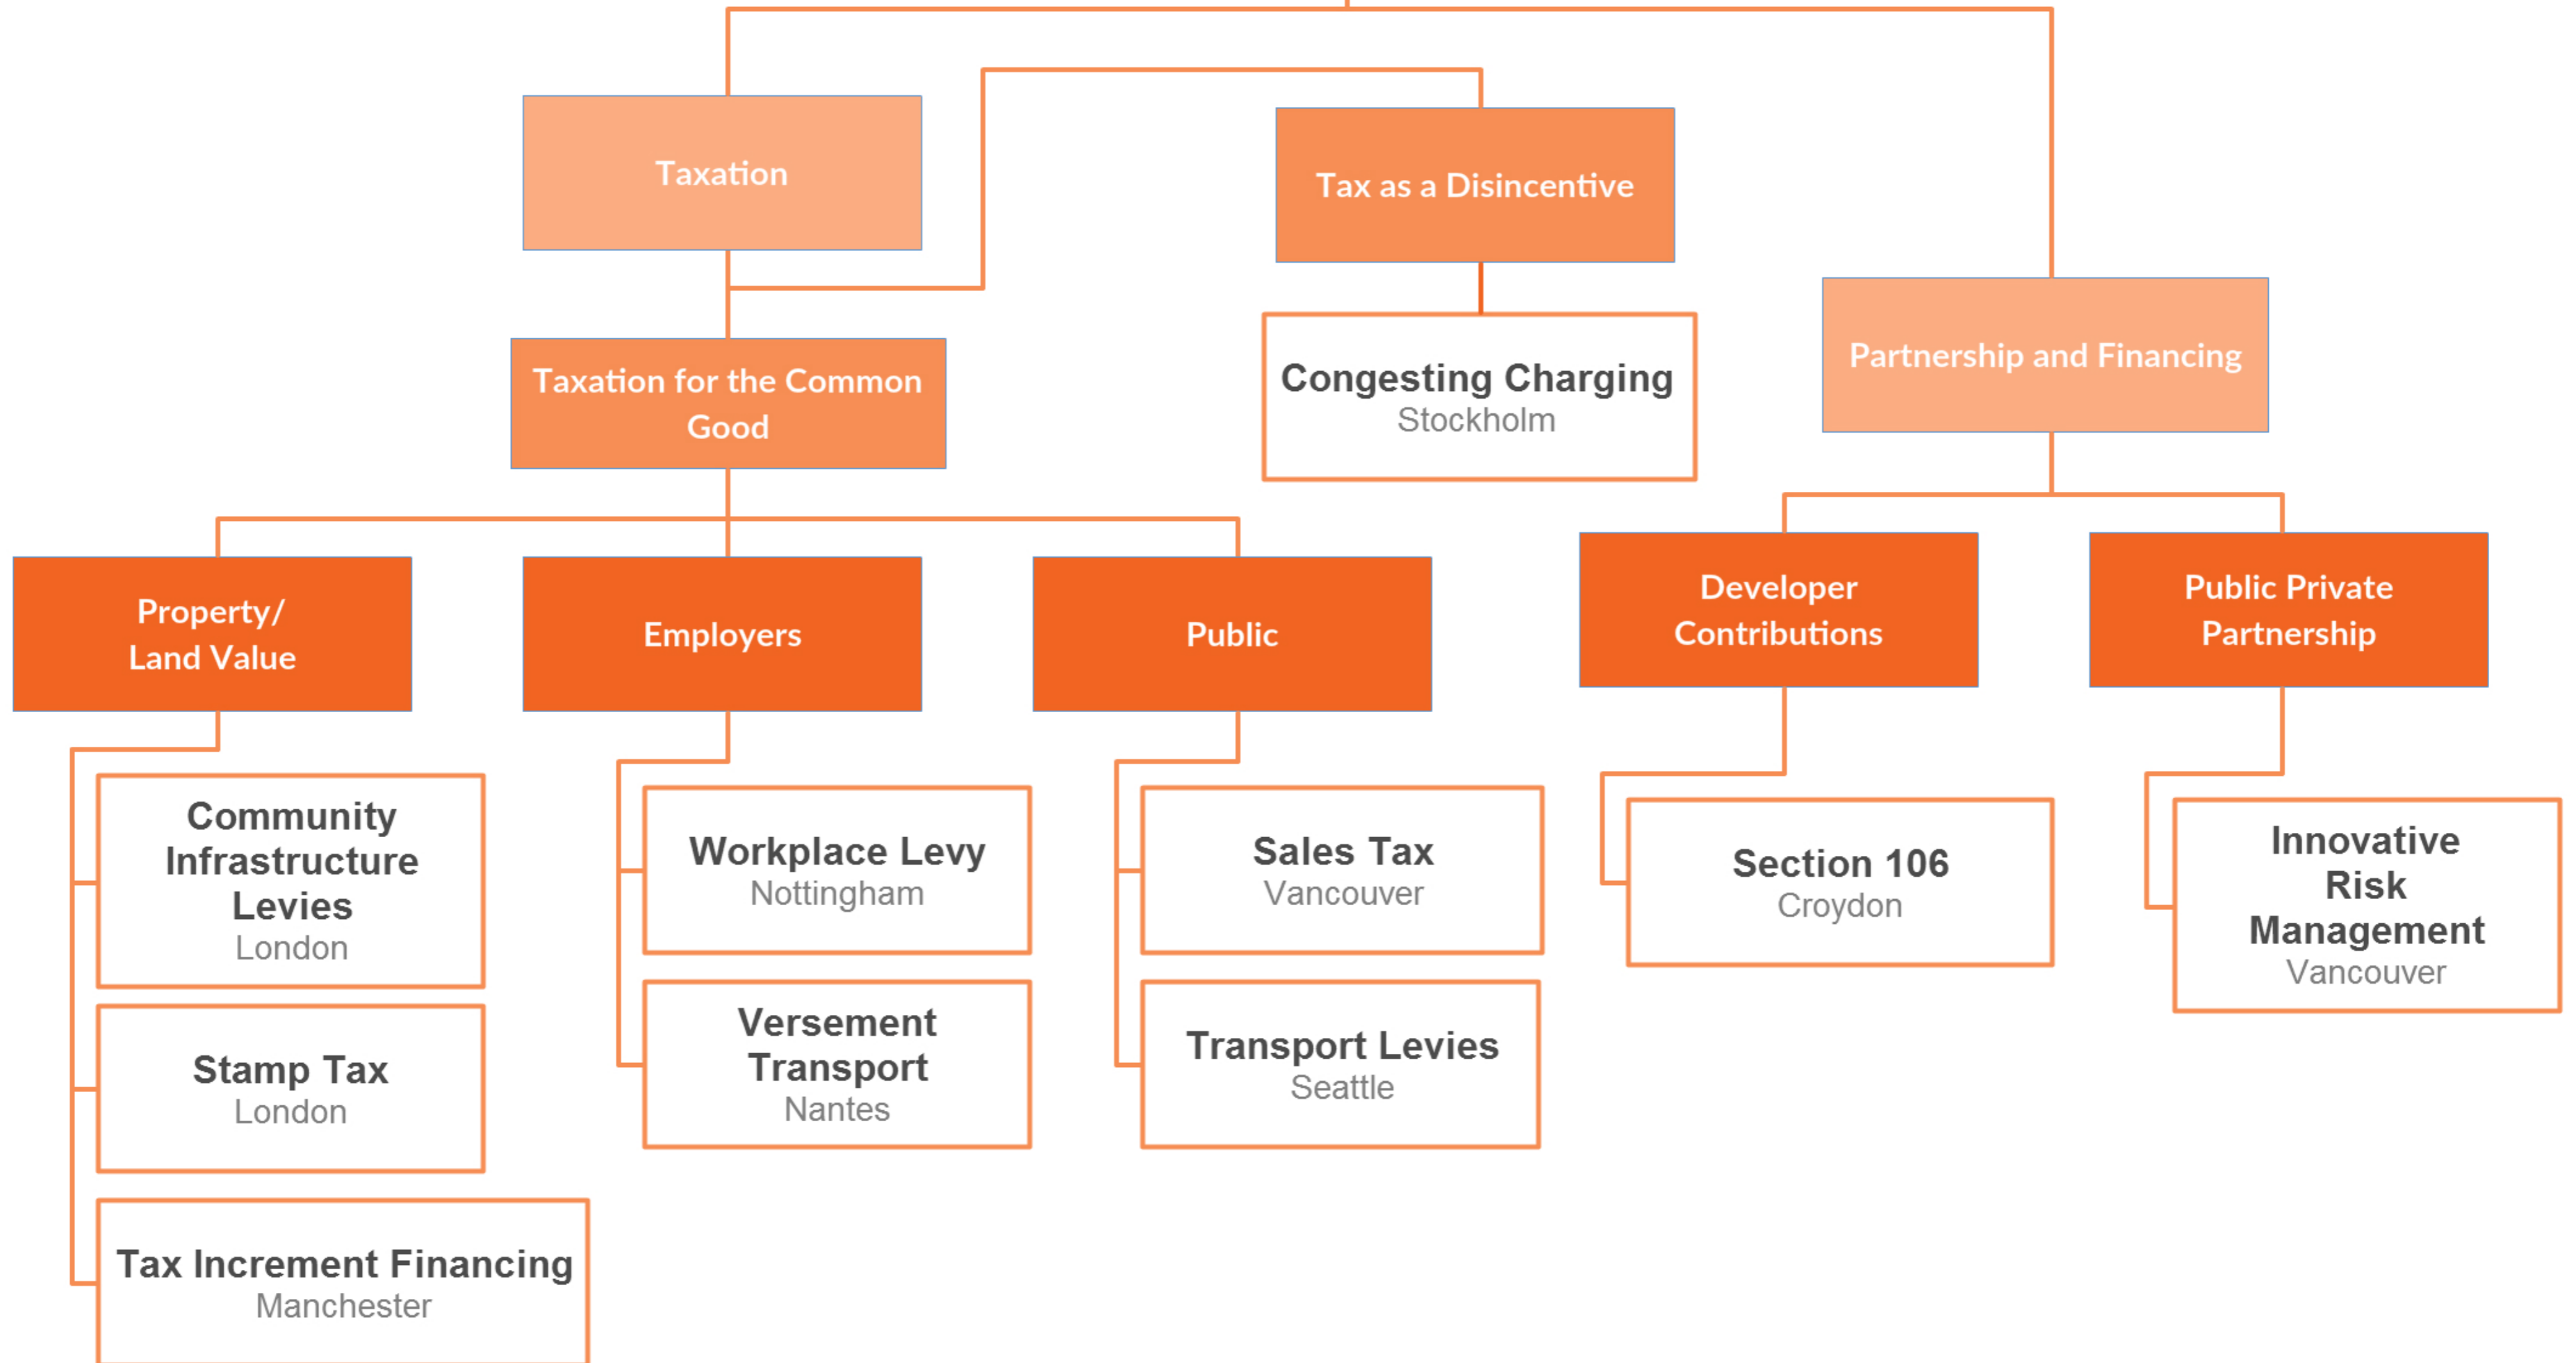 Taxation
Tax as a Disincentive
Partnership and Financing
Taxation for the Common
Good
Congesting Charging
Stockholm
Property/
Land Value
Employers
Public
Developer
Contributions
Public Private
Partnership
Community
Infrastructure
Levies
London
Stamp Tax
London
Tax Increment Financing
Manchester
Workplace Levy
Nottingham
Versement
Transport
Nantes
Sales Tax
Vancouver
Transport Levies
Seattle
Section 106
Croydon
Innovative
Risk
Management
Vancouver